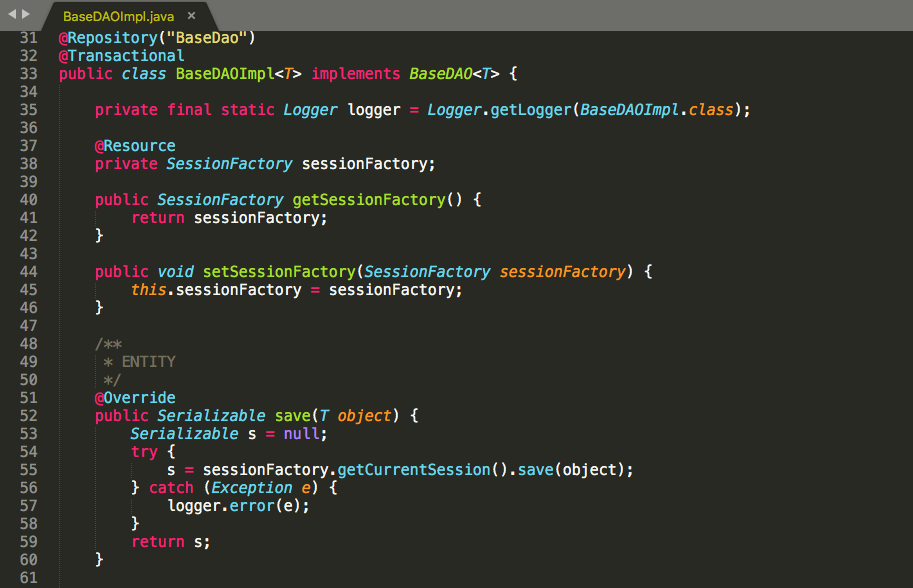 BaseDAOImpl.java ×
31 @Repository("BaseDao")
32 @Transactional
33 public class BaseDAOImpl<T> implements BaseDAO<T> {
34
35     private final static Logger logger = Logger.getLogger(BaseDAOImpl.class);
36
37     @Resource
38     private SessionFactory sessionFactory;
39
40     public SessionFactory getSessionFactory() {
41         return sessionFactory;
42     }
43
44     public void setSessionFactory(SessionFactory sessionFactory) {
45         this.sessionFactory = sessionFactory;
46     }
47
48     /**
49      * ENTITY
50      */
51     @Override
52     public Serializable save(T object) {
53         Serializable s = null;
54         try {
55             s = sessionFactory.getCurrentSession().save(object);
56         } catch (Exception e) {
57             logger.error(e);
58         }
59         return s;
60     }
61